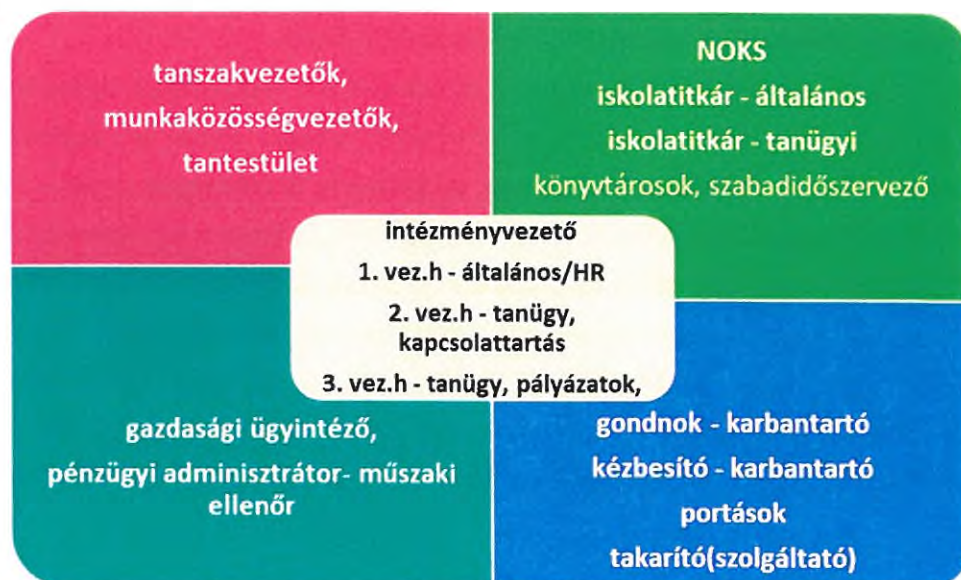 tanszakvezetők,
munkaközösségvezetők,
tantestület
NOKS
iskolatitkár - általános
iskolatitkár - tanügyi
könyvtárosok, szabadidőszervező
intézményvezető
1. vez.h - általános/HR
2. vez.h - tanügy,
kapcsolattartás
3. vez.h - tanügy, pályázatok,
gazdasági ügyintéző,
pénzügyi adminisztrátor- műszaki
ellenőr
gondnok - karbantartó
kézbesító - karbantartó
portások
takarító(szolgáltató)